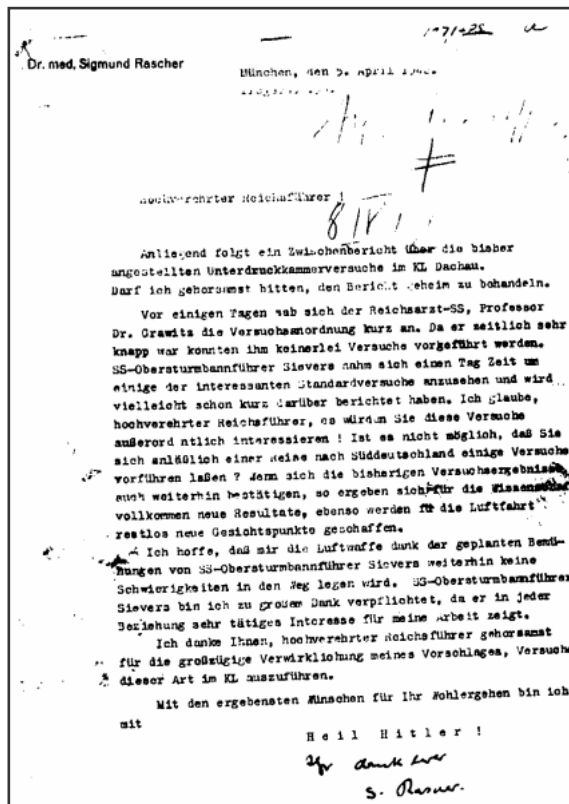 1971-PS a
Dr. med. Sigmund Rascher
München, den 5. April
Hochverehrter Reichsführer !
8 IV
Anliegend folgt ein Zwischenbericht über die bisher
angestellten Unterdruckkammerversuche im KL Dachau.
Darf ich gehorsamst bitten, den Bericht geheim zu behandeln.
Vor einigen Tagen sah sich der Reichsarzt-SS, Professor
Dr. Grawitz die Versuchsanordnung kurz an. Da er zeitlich sehr
knapp war konnten ihm keinerlei Versuche vorgeführt werden.
SS-Obersturmbannführer Sievers nahm sich einen Tag Zeit um
einige der interessanten Standardversuche anzusehen und wird
vielleicht schon kurz darüber berichtet haben. Ich glaube,
hochverehrter Reichsführer, es würden Sie diese Versuche
außerord ntlich interessieren ! Ist es nicht möglich, daß Sie
sich anläßlich einer Reise nach Süddeutschland einige Versuche
vorführen laßen ? Wenn sich die bisherigen Versuchsergebnisse
auch weiterhin bestätigen, so ergeben sich für die Wissenschaft
vollkommen neue Resultate, ebenso werden für die Luftfahrt
restlos neue Gesichtspunkte geschaffen.
Ich hoffe, daß mir die Luftwaffe dank der geplanten Bemü-
hungen von SS-Obersturmbannführer Sievers weiterhin keine
Schwierigkeiten in den Weg legen wird. SS-Obersturmbannführer
Sievers bin ich zu großem Dank verpflichtet, da er in jeder
Beziehung sehr tätiges Interesse für meine Arbeit zeigt.
Ich danke Ihnen, hochverehrter Reichsführer gehorsamst
für die großzügige Verwirklichung meines Vorschlages, Versuche
dieser Art im KL auszuführen.
Mit den ergebensten Wünschen für Ihr Wohlergehen bin ich
mit
Heil Hitler !
Ihr dankbarer
S. Rascher.